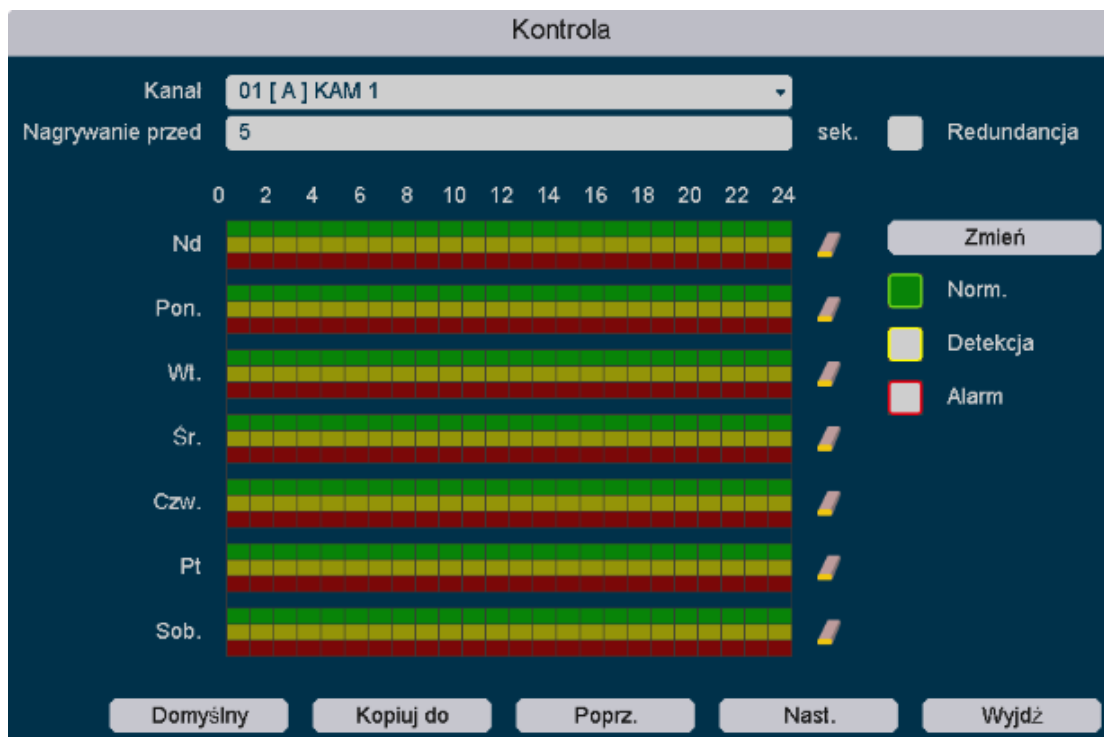 Kontrola
Kanał 01 [ A ] KAM 1
Nagrywanie przed 5 sek. Redundancja
0 2 4 6 8 10 12 14 16 18 20 22 24
Nd Zmień
Pon. Norm.
Wt. Detekcja
Alarm
Śr.
Czw.
Pt
Sob.
Domyślny Kopiuj do Poprz. Nast. Wyjdż